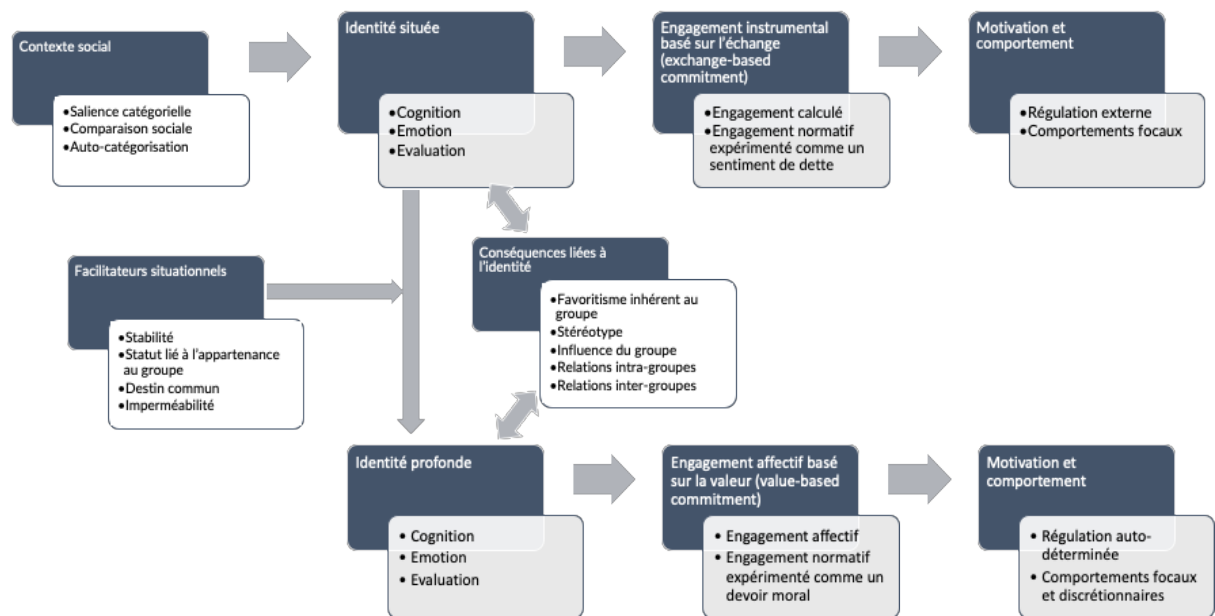 Contexte social
•Salience catégorielle
•Comparaison sociale
•Auto-catégorisation
Identité située
•Cognition
•Emotion
•Evaluation
Engagement instrumental
basé sur l'échange
(exchange-based
commitment)
•Engagement calculé
•Engagement normatif
expérimenté comme un
sentiment de dette
Motivation et
comportement
•Régulation externe
•Comportements focaux
Facilitateurs situationnels
•Stabilité
•Statut lié à l'appartenance
au groupe
•Destin commun
•Imperméabilité
Conséquences liées à
l'identité
•Favoritisme inhérent au
groupe
•Stéréotype
•Influence du groupe
•Relations intra-groupes
•Relations inter-groupes
Identité profonde
• Cognition
• Emotion
• Evaluation
Engagement affectif basé
sur la valeur (value-based
commitment)
• Engagement affectif
• Engagement normatif
expérimenté comme un
devoir moral
Motivation et
comportement
• Régulation auto-
déterminée
• Comportements focaux
et discrétionnaires